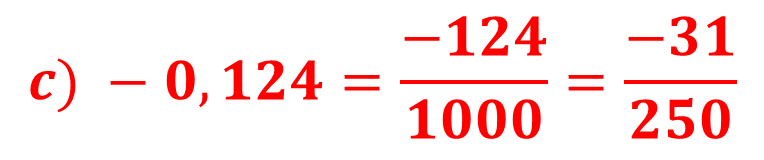 c) − 0, 124 = −124/1000 = −31/250